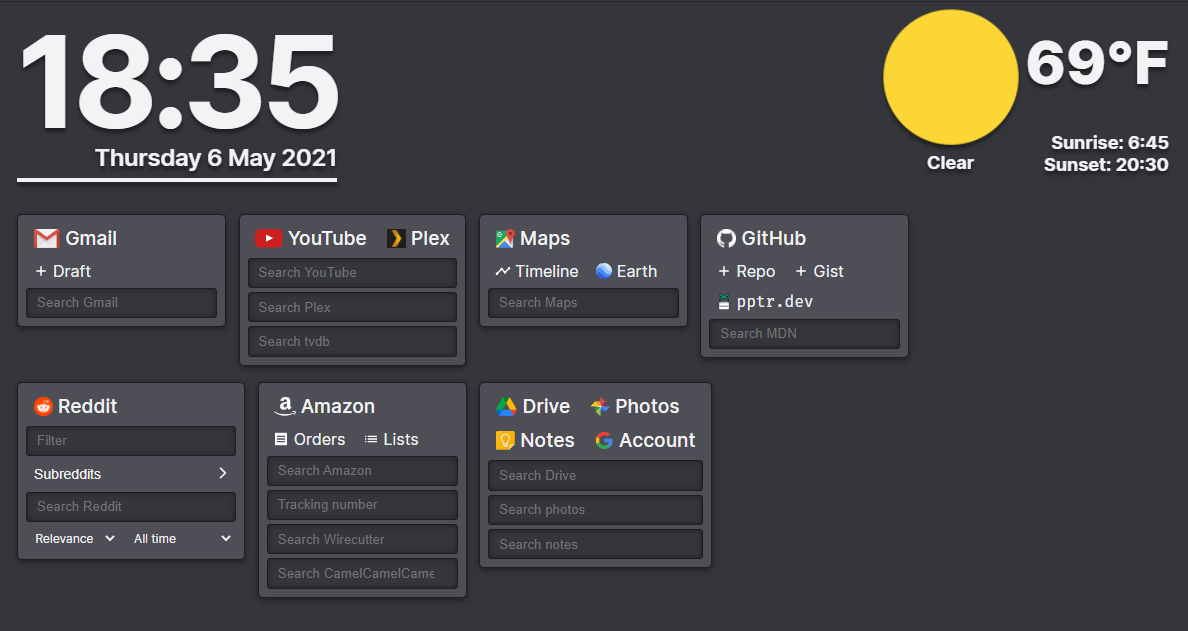 18:35
Thursday 6 May 2021
69°F
Clear
Sunrise: 6:45
Sunset: 20:30
Gmail
+ Draft
Search Gmail
YouTube Plex
Search YouTube
Search Plex
Search tvdb
Maps
Timeline Earth
Search Maps
GitHub
+ Repo + Gist
pptr.dev
Search MDN
Reddit
Filter
Subreddits
Search Reddit
Relevance All time
Amazon
Orders Lists
Search Amazon
Tracking number
Search Wirecutter
Search CamelCamelCame
Drive Photos
Notes Account
Search Drive
Search photos
Search notes